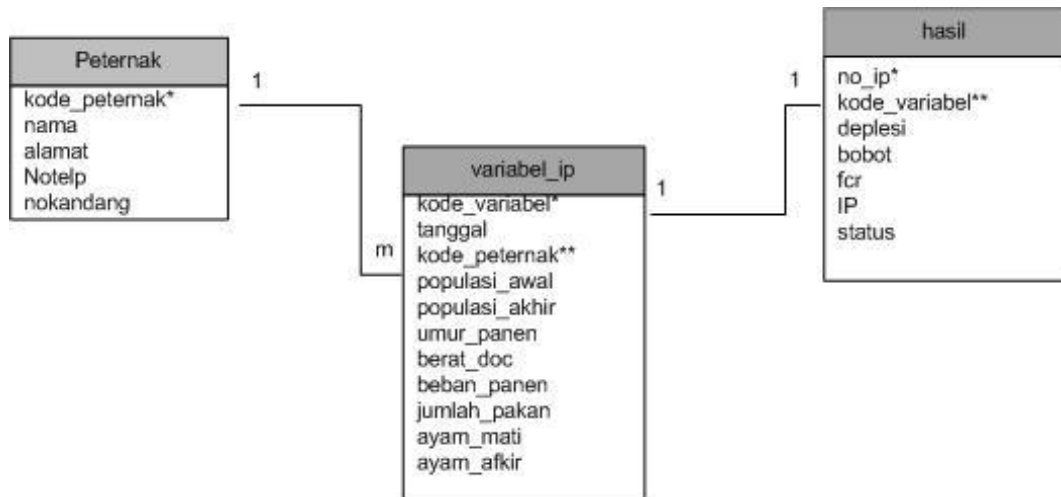 Peternak
kode_peternak*
nama
alamat
Notelp
nokandang
1
m
variabel_ip
kode_variabel*
tanggal
kode_peternak**
populasi_awal
populasi_akhir
umur_panen
berat_doc
beban_panen
jumlah_pakan
ayam_mati
ayam_afkir
1
1
hasil
no_ip*
kode_variabel**
deplesi
bobot
fcr
IP
status